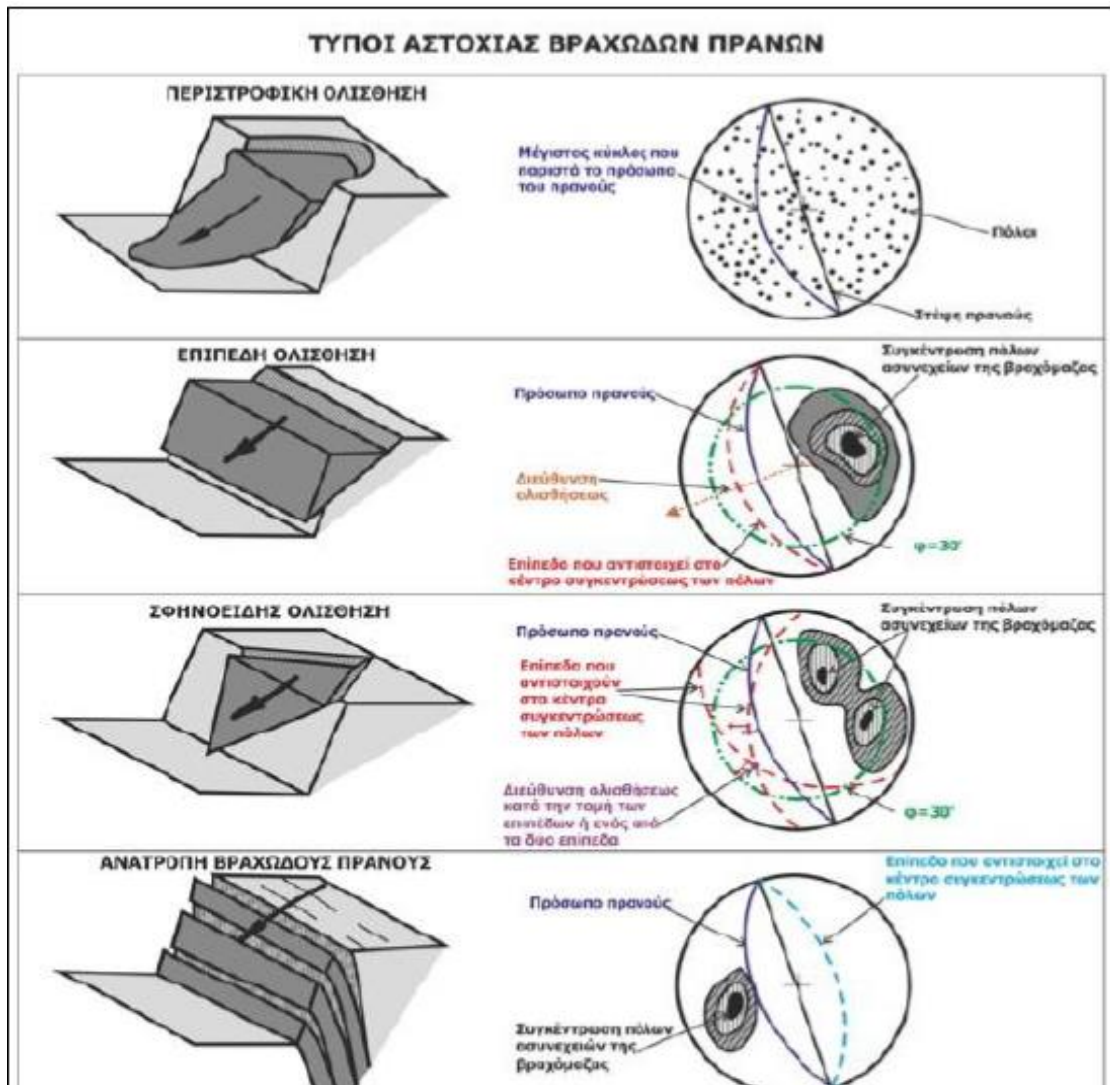 ΤΥΠΟΙ ΑΣΤΟΧΙΑΣ ΒΡΑΧΩΔΩΝ ΠΡΑΝΩΝ
ΠΕΡΙΣΤΡΟΦΙΚΗ ΟΛΙΣΘΗΣΗ
Μέγιστος κύκλος που
παριστά το πρόσωπο
του πρανούς
Πόλοι
Στέψη πρανούς
ΕΠΙΠΕΔΗ ΟΛΙΣΘΗΣΗ
Συγκέντρωση πόλων
ασυνεχείων της βραχόμαζας
Πρόσωπο πρανούς
Διεύθυνση
ολισθήσεως
φ=30°
Επίπεδο που αντιστοιχεί στο
κέντρο συγκεντρώσεως των πόλων
ΣΦΗΝΟΕΙΔΗΣ ΟΛΙΣΘΗΣΗ
Συγκέντρωση πόλων
ασυνεχείων της βραχόμαζας
Πρόσωπο πρανούς
Επίπεδα που
αντιστοιχούν
στα κέντρα
συγκεντρώσεως
των πόλων
Διεύθυνση ολισθήσεως
κατά την τομή των
επιπέδων ή ενός από
τα δυο επίπεδα
φ=30°
ΑΝΑΤΡΟΠΗ ΒΡΑΧΩΔΟΥΣ ΠΡΑΝΟΥΣ
Επίπεδο που αντιστοιχεί στο
κέντρο συγκεντρώσεως των
πόλων
Πρόσωπο πρανούς
Συγκέντρωση πόλων
ασυνεχειών της
βραχόμαζας